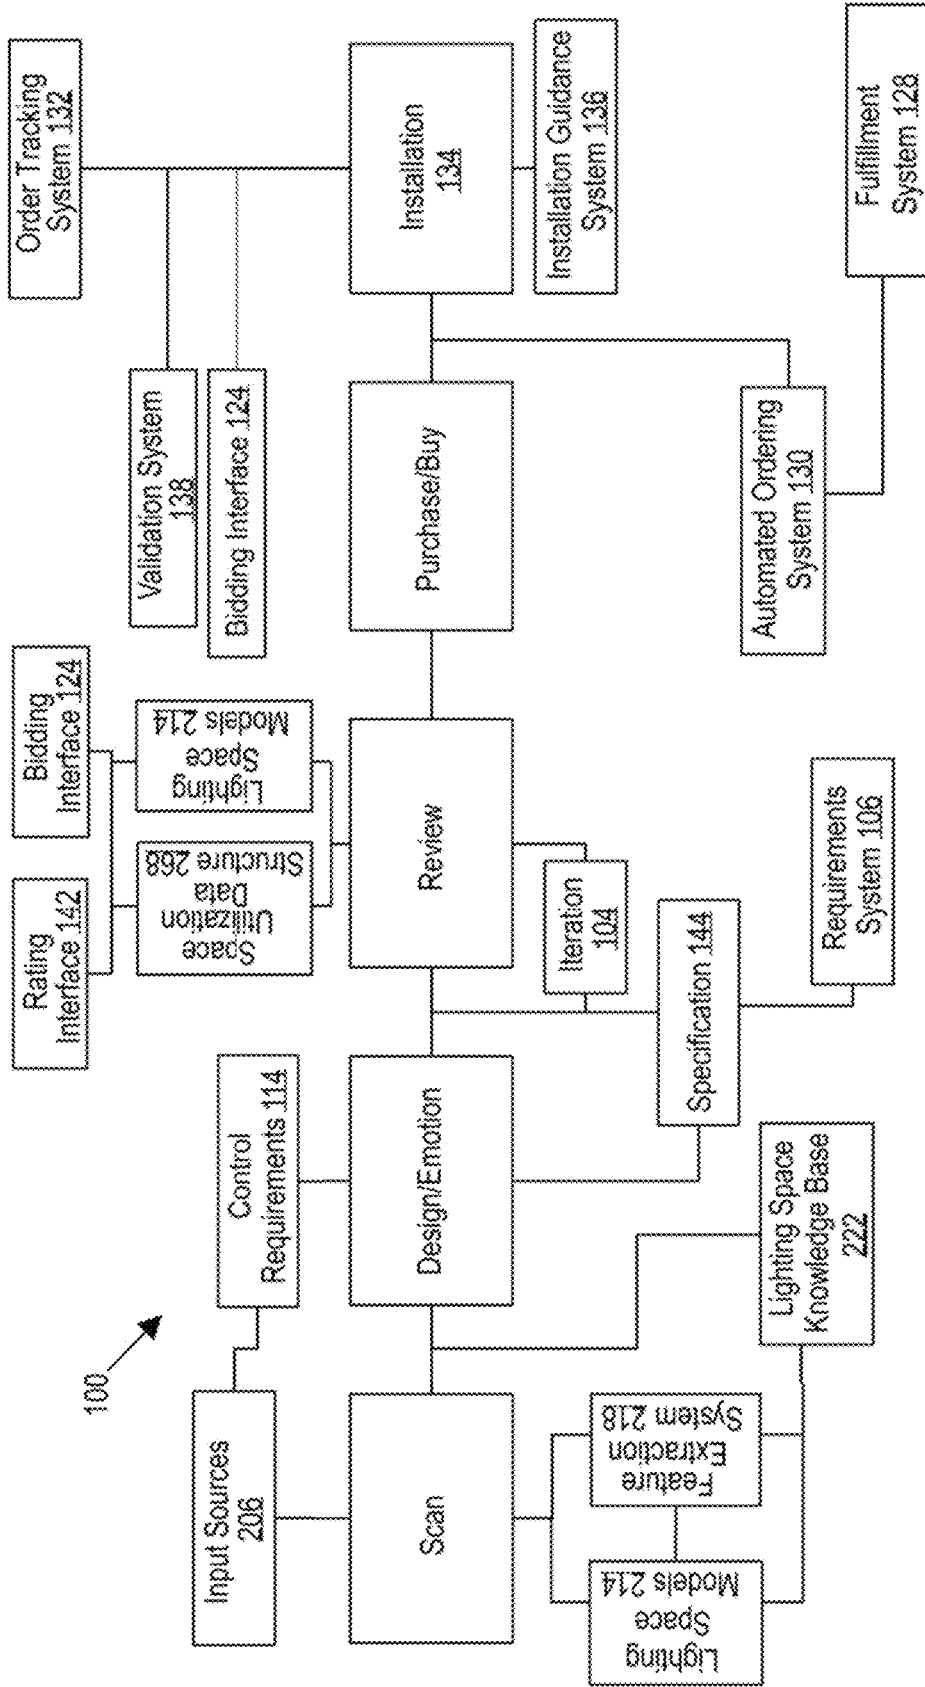 100
Input Sources
206
Control
Requirements 114
Rating
Interface 142
Bidding
Interface 124
Space
Utilization
Data
Structure 268
Lighting
Space
Models 214
Validation System
138
Bidding Interface 124
Order Tracking
System 132
Scan
Design/Emotion
Review
Purchase/Buy
Installation
134
Lighting
Space
Models 214
Feature
Extraction
System 218
Lighting Space
Knowledge Base
222
Iteration
104
Specification 144
Requirements
System 106
Automated Ordering
System 130
Installation Guidance
System 136
Fulfillment
System 128